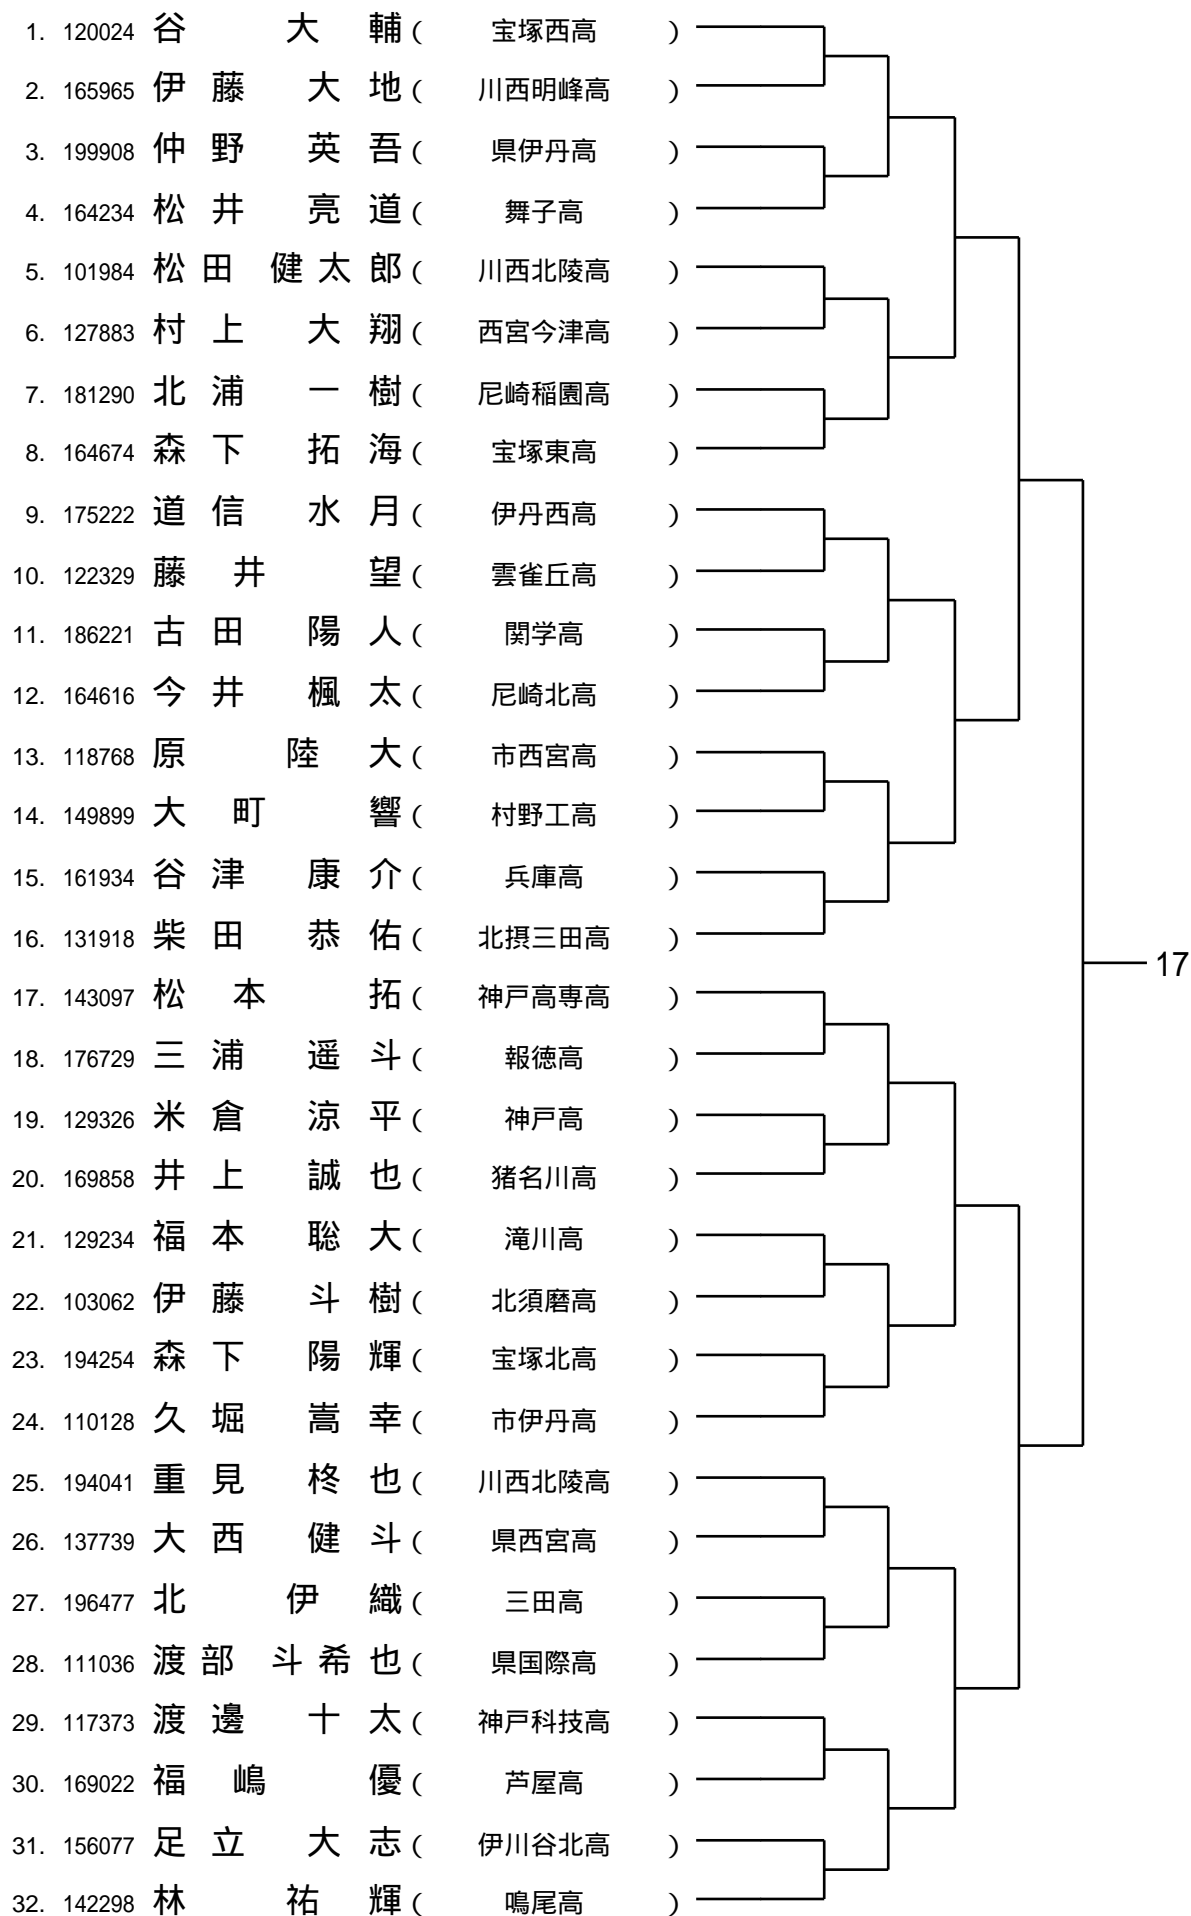 1. 120024 谷 大 輔 ( 宝塚西高 )
2. 165965 伊 藤 大 地 ( 川西明峰高 )
3. 199908 仲 野 英 吾 ( 県伊丹高 )
4. 164234 松 井 亮 道 ( 舞子高 )
5. 101984 松 田 健 太 郎 ( 川西北陵高 )
6. 127883 村 上 大 翔 ( 西宮今津高 )
7. 181290 北 浦 一 樹 ( 尼崎稲園高 )
8. 164674 森 下 拓 海 ( 宝塚東高 )
9. 175222 道 信 水 月 ( 伊丹西高 )
10. 122329 藤 井 望 ( 雲雀丘高 )
11. 186221 古 田 陽 人 ( 関学高 )
12. 164616 今 井 楓 太 ( 尼崎北高 )
13. 118768 原 陸 大 ( 市西宮高 )
14. 149899 大 町 響 ( 村野工高 )
15. 161934 谷 津 康 介 ( 兵庫高 )
16. 131918 柴 田 恭 佑 ( 北摂三田高 )
17
17. 143097 松 本 拓 ( 神戸高専高 )
18. 176729 三 浦 遥 斗 ( 報徳高 )
19. 129326 米 倉 涼 平 ( 神戸高 )
20. 169858 井 上 誠 也 ( 猪名川高 )
21. 129234 福 本 聡 大 ( 滝川高 )
22. 103062 伊 藤 斗 樹 ( 北須磨高 )
23. 194254 森 下 陽 輝 ( 宝塚北高 )
24. 110128 久 堀 嵩 幸 ( 市伊丹高 )
25. 194041 重 見 柊 也 ( 川西北陵高 )
26. 137739 大 西 健 斗 ( 県西宮高 )
27. 196477 北 伊 織 ( 三田高 )
28. 111036 渡 部 斗 希 也 ( 県国際高 )
29. 117373 渡 邊 十 太 ( 神戸科技高 )
30. 169022 福 嶋 優 ( 芦屋高 )
31. 156077 足 立 大 志 ( 伊川谷北高 )
32. 142298 林 祐 輝 ( 鳴尾高 )